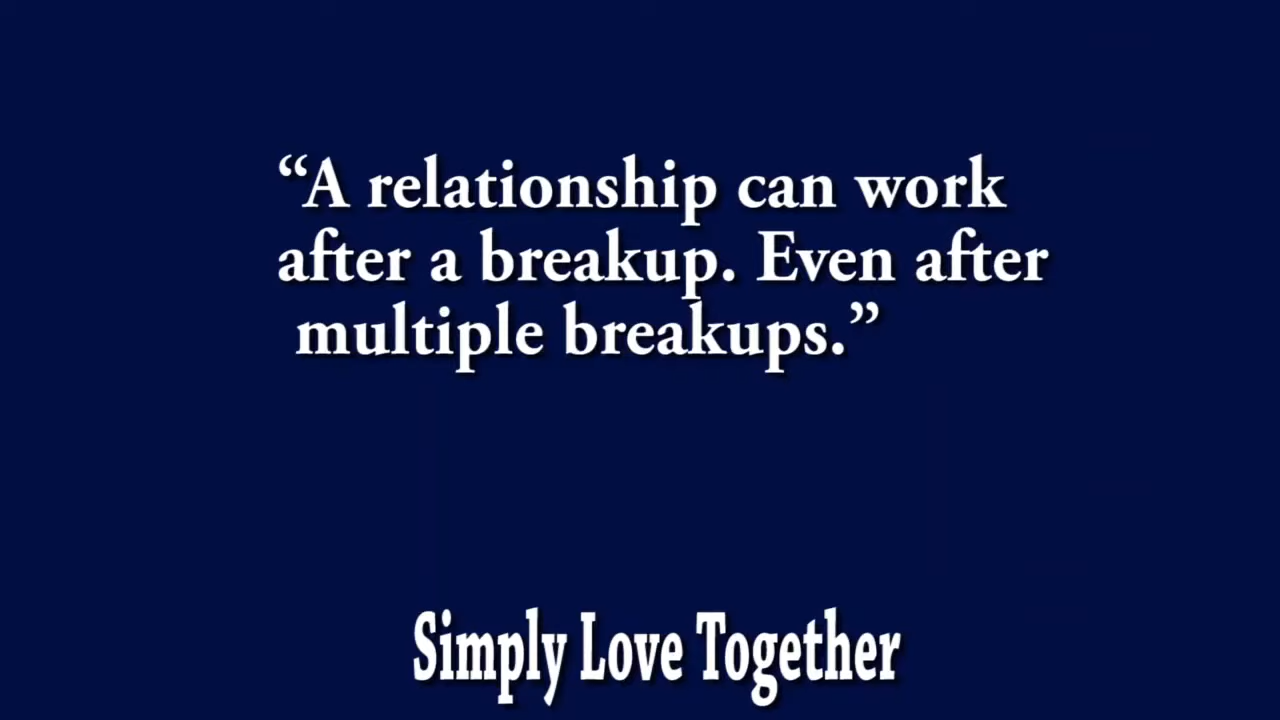 “A relationship can work
after a breakup. Even after
multiple breakups.”
Simply Love Together